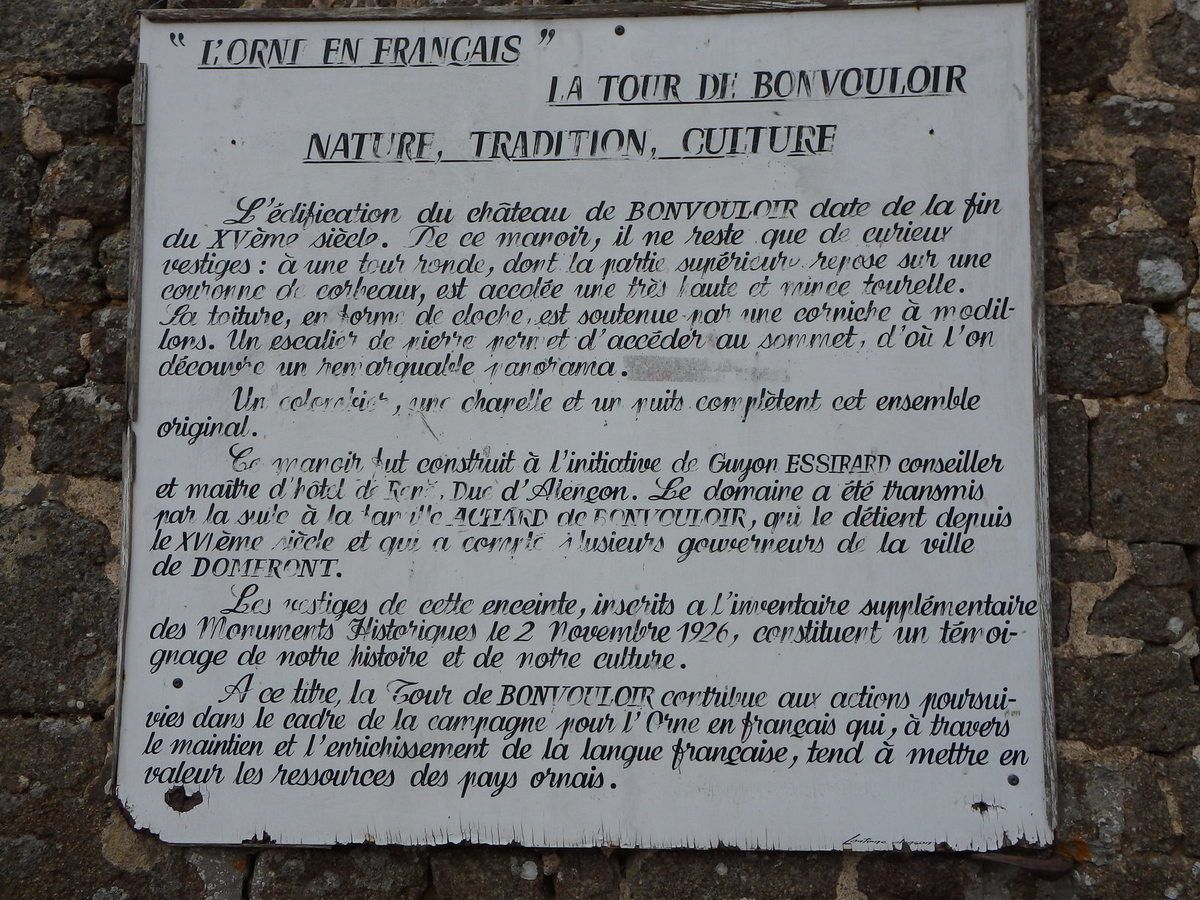 " L'ORNE EN FRANÇAIS "
LA TOUR DE BONVOULOIR
NATURE, TRADITION, CULTURE
L'édification du château de BONVOULOIR date de la fin
du XVème siècle. De ce manoir, il ne reste que de curieux
vestiges : à une tour ronde, dont la partie supérieure repose sur une
couronne de corbeaux, est accolée une très haute et mince tourelle.
La toiture, en forme de cloche, est soutenue par une corniche à modil-
lons. Un escalier de pierre permet d'accéder au sommet, d'où l'on
découvre un remarquable panorama.
Un colombier, une chapelle et un puits complètent cet ensemble
original.
Ce manoir fut construit à l'initiative de Guyon ESSIRARD conseiller
et maître d'hôtel de René, Duc d'Alençon. Le domaine a été transmis
par la suite à la famille ACHARD de BONVOULOIR, qui le détient depuis
le XVIème siècle et qui a compté plusieurs gouverneurs de la ville
de DOMFRONT.
Les vestiges de cette enceinte, inscrits a l'inventaire supplémentaire
des Monuments Historiques le 2 Novembre 1926, constituent un témoi-
gnage de notre histoire et de notre culture.
A ce titre, la Tour de BONVOULOIR contribue aux actions poursui-
vies dans le cadre de la campagne pour l'Orne en français qui, à travers
le maintien et l'enrichissement de la langue française, tend à mettre en
valeur les ressources des pays ornais.